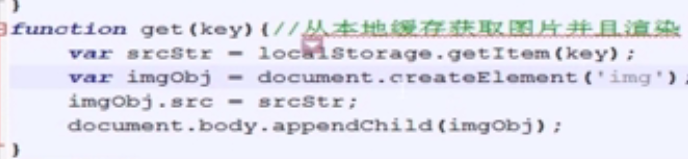 }
function get(key){//从本地缓存获取图片并且渲染
var srcStr = localStorage.getItem(key);
var imgObj = document.createElement('img');
imgObj.src = srcStr;
document.body.appendChild(imgObj);
}